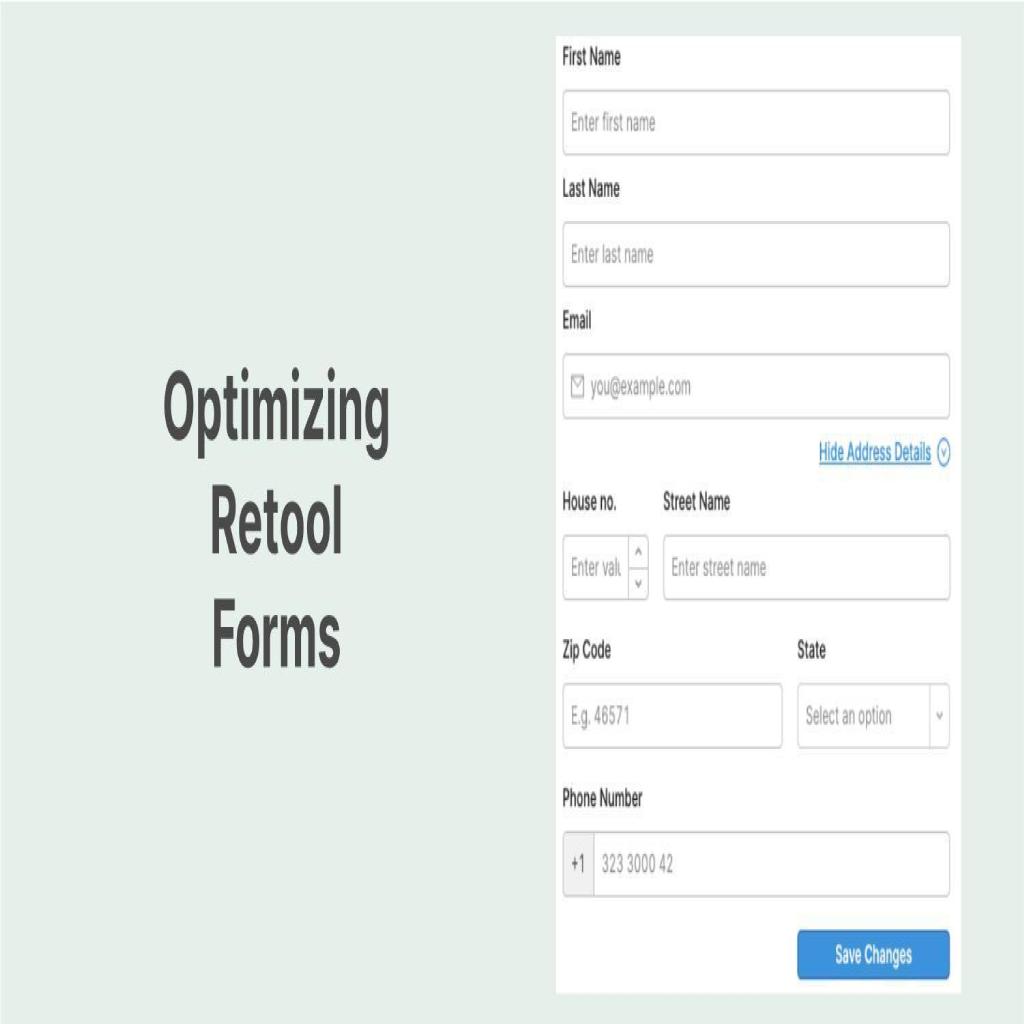 Optimizing
Retool
Forms
First Name
Enter first name
Last Name
Enter last name
Email
you@example.com
Hide Address Details
House no. Street Name
Enter valu Enter street name
Zip Code State
E.g. 46571 Select an option
Phone Number
+1 323 3000 42
Save Changes